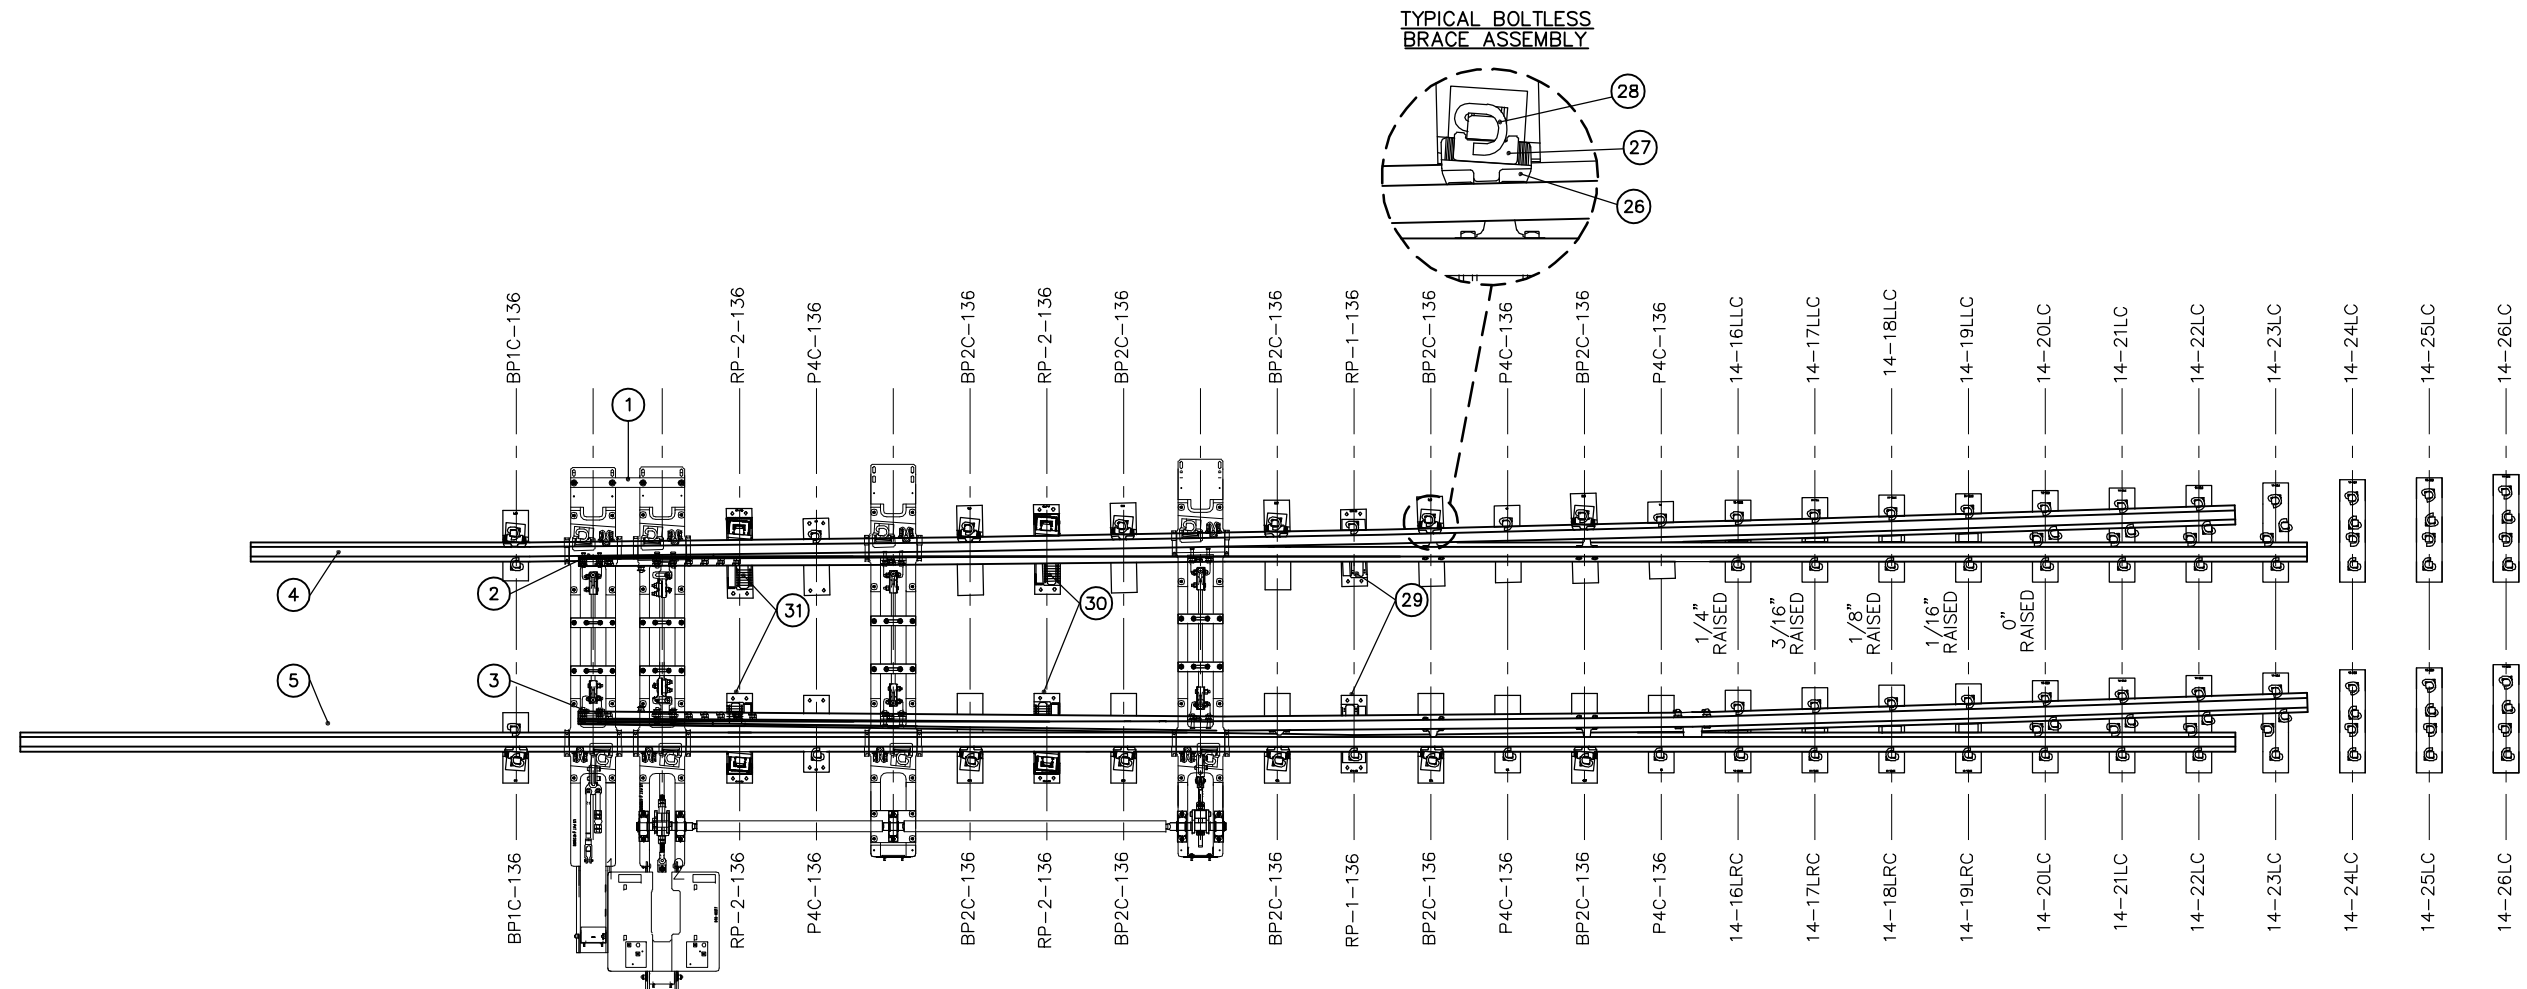 TYPICAL BOLTLESS
BRACE ASSEMBLY
28
27
26
BP1C-136
RP-2-136
P4C-136
BP2C-136
RP-2-136
BP2C-136
BP2C-136
RP-1-136
BP2C-136
P4C-136
BP2C-136
P4C-136
14-16LLC
14-17LLC
14-18LLC
14-19LLC
14-20LC
14-21LC
14-22LC
14-23LC
14-24LC
14-25LC
14-26LC
1
4
2
31
30
29
1/4"
RAISED
3/16"
RAISED
1/8"
RAISED
1/16"
RAISED
0"
RAISED
5
3
BP1C-136
RP-2-136
P4C-136
BP2C-136
RP-2-136
BP2C-136
BP2C-136
RP-1-136
BP2C-136
P4C-136
BP2C-136
P4C-136
14-16LRC
14-17LRC
14-18LRC
14-19LRC
14-20LC
14-21LC
14-22LC
14-23LC
14-24LC
14-25LC
14-26LC